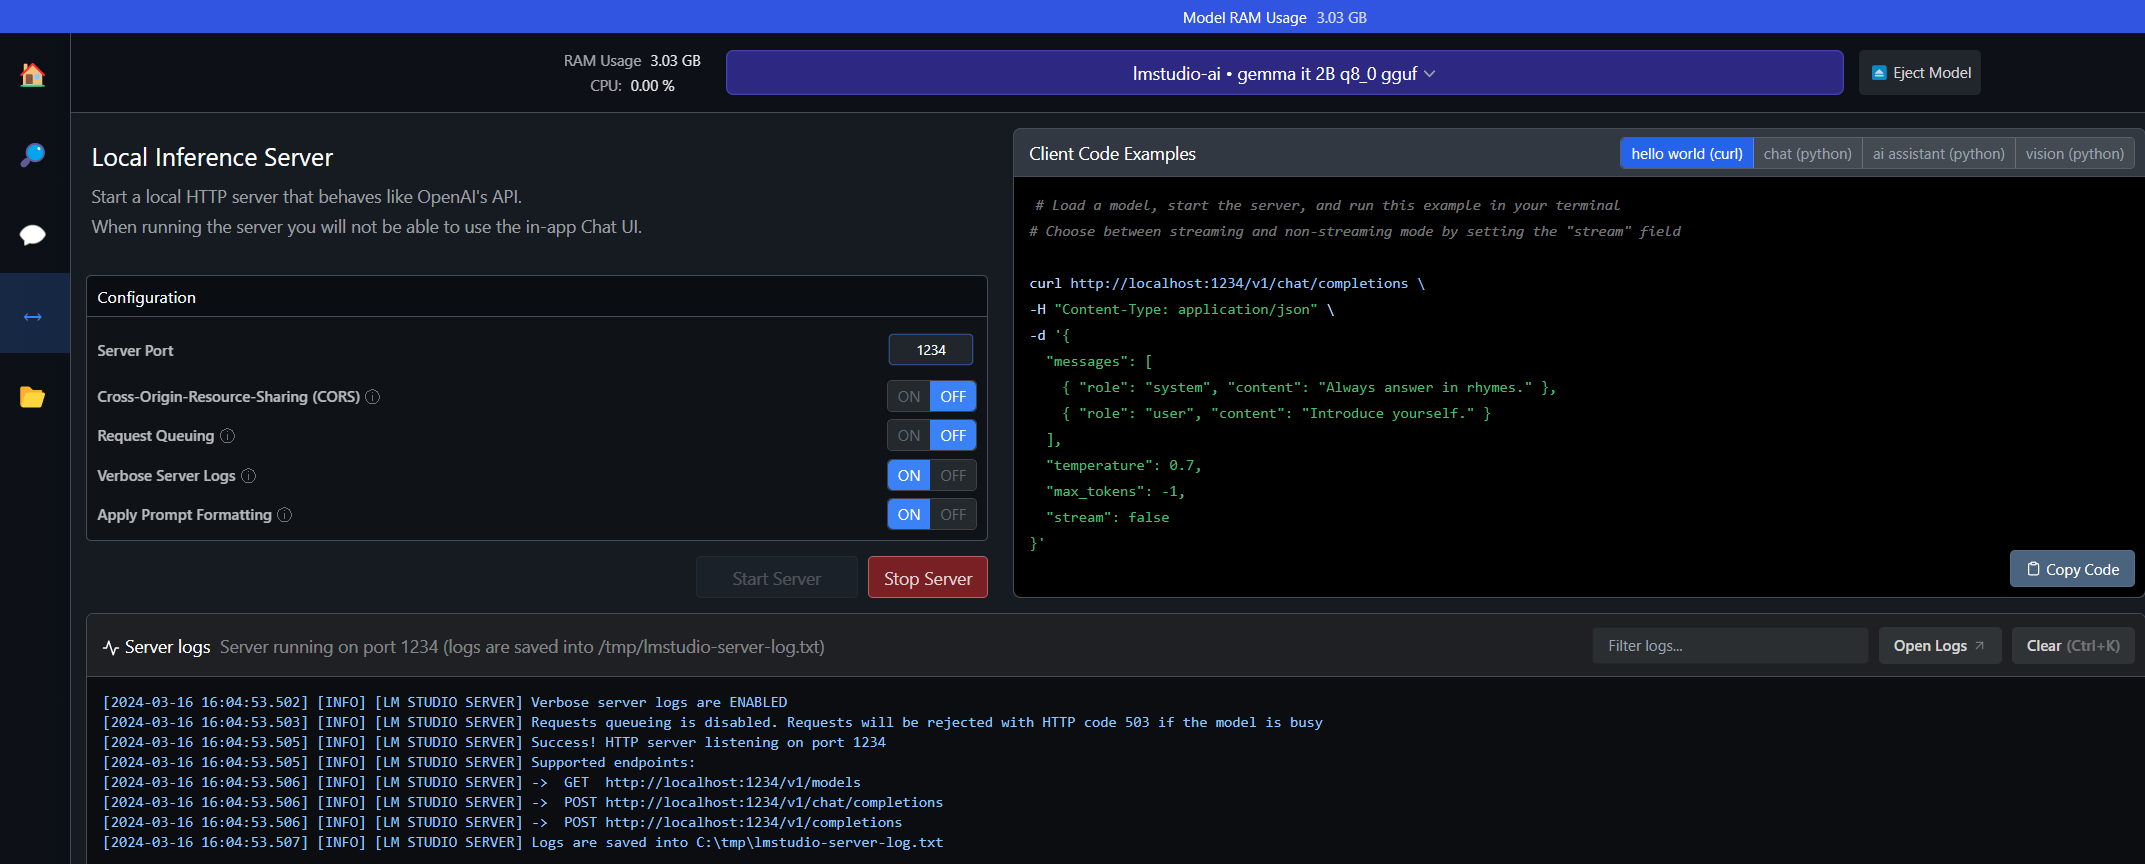 Model RAM Usage 3.03 GB
RAM Usage 3.03 GB
CPU: 0.00 %
lmstudio-ai • gemma it 2B q8_0 gguf
Eject Model
Local Inference Server
Start a local HTTP server that behaves like OpenAI's API.
When running the server you will not be able to use the in-app Chat UI.
Configuration
Server Port 1234
Cross-Origin-Resource-Sharing (CORS) ON OFF
Request Queuing ON OFF
Verbose Server Logs ON OFF
Apply Prompt Formatting ON OFF
Start Server Stop Server
Client Code Examples hello world (curl) chat (python) ai assistant (python) vision (python)
# Load a model, start the server, and run this example in your terminal
# Choose between streaming and non-streaming mode by setting the "stream" field
curl http://localhost:1234/v1/chat/completions \
-H "Content-Type: application/json" \
-d '{
"messages": [
{ "role": "system", "content": "Always answer in rhymes." },
{ "role": "user", "content": "Introduce yourself." }
],
"temperature": 0.7,
"max_tokens": -1,
"stream": false
}'
Copy Code
Server logs Server running on port 1234 (logs are saved into /tmp/lmstudio-server-log.txt) Filter logs... Open Logs Clear (Ctrl+K)
[2024-03-16 16:04:53.502] [INFO] [LM STUDIO SERVER] Verbose server logs are ENABLED
[2024-03-16 16:04:53.503] [INFO] [LM STUDIO SERVER] Requests queueing is disabled. Requests will be rejected with HTTP code 503 if the model is busy
[2024-03-16 16:04:53.505] [INFO] [LM STUDIO SERVER] Success! HTTP server listening on port 1234
[2024-03-16 16:04:53.505] [INFO] [LM STUDIO SERVER] Supported endpoints:
[2024-03-16 16:04:53.506] [INFO] [LM STUDIO SERVER] -> GET http://localhost:1234/v1/models
[2024-03-16 16:04:53.506] [INFO] [LM STUDIO SERVER] -> POST http://localhost:1234/v1/chat/completions
[2024-03-16 16:04:53.506] [INFO] [LM STUDIO SERVER] -> POST http://localhost:1234/v1/completions
[2024-03-16 16:04:53.507] [INFO] [LM STUDIO SERVER] Logs are saved into C:\tmp\lmstudio-server-log.txt